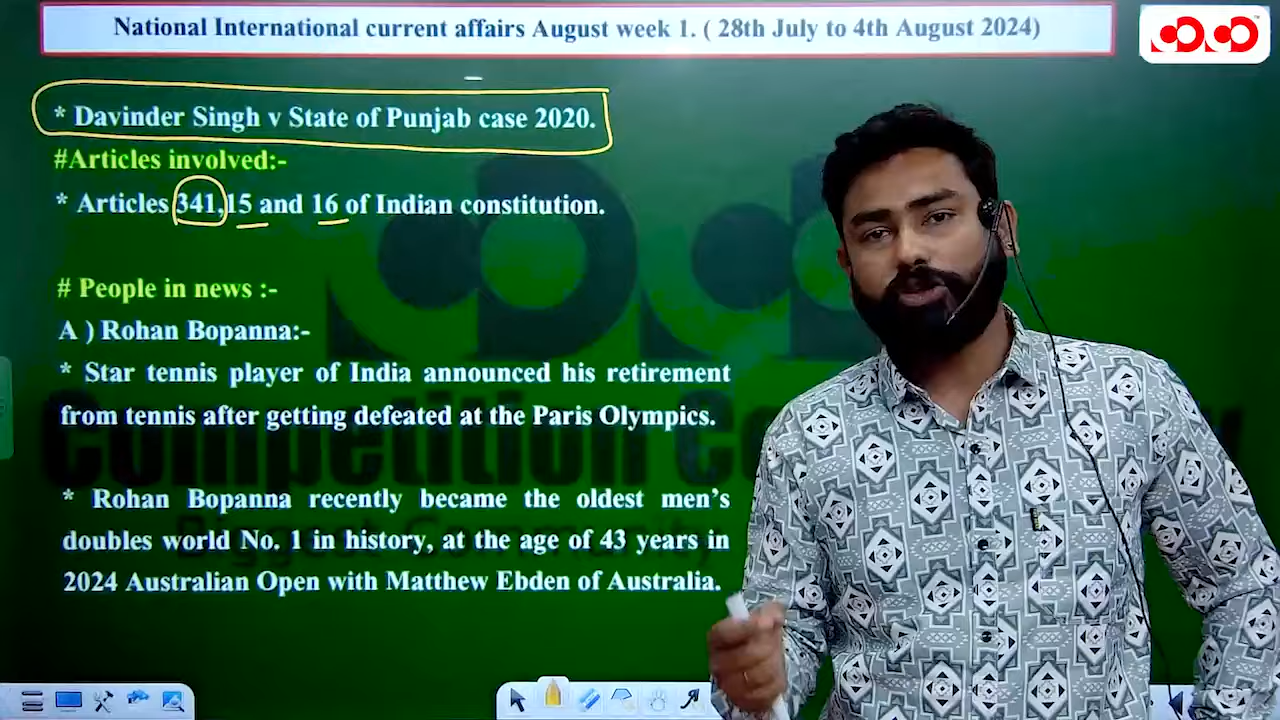 National International current affairs August week 1. ( 28th July to 4th August 2024)
* Davinder Singh v State of Punjab case 2020.
#Articles involved:-
* Articles 341,15 and 16 of Indian constitution.
# People in news :-
A ) Rohan Bopanna:-
* Star tennis player of India announced his retirement
from tennis after getting defeated at the Paris Olympics.
* Rohan Bopanna recently became the oldest men's
doubles world No. 1 in history, at the age of 43 years in
2024 Australian Open with Matthew Ebden of Australia.
Competition
Biggest Community